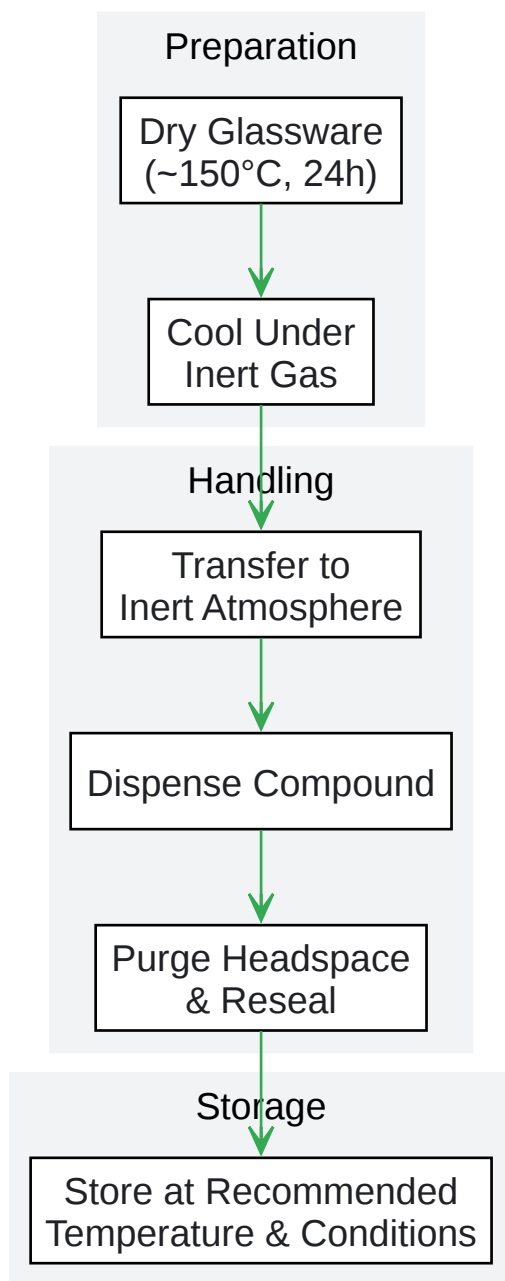 Preparation
Dry Glassware
(~150°C, 24h)
Cool Under
Inert Gas
Handling
Transfer to
Inert Atmosphere
Dispense Compound
Purge Headspace
& Reseal
Storage
Store at Recommended
Temperature & Conditions